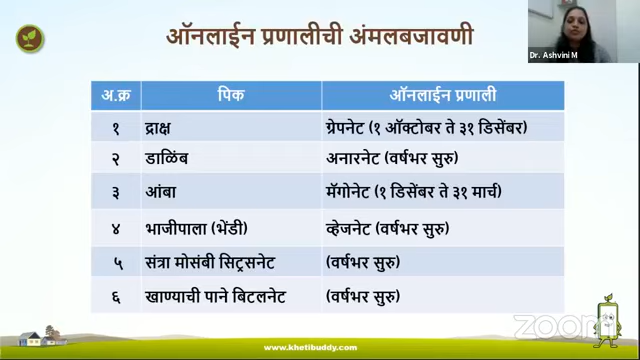 ऑनलाईन प्रणालीची अंमलबजावणी
Dr. Ashvini M
अ.क्र पिक ऑनलाईन प्रणाली
१ द्राक्ष ग्रेपनेट (१ ऑक्टोबर ते ३१ डिसेंबर)
२ डाळिंब अनारनेट (वर्षभर सुरु)
३ आंबा मॅगोनेट (१ डिसेंबर ते ३१ मार्च)
४ भाजीपाला (भेंडी) व्हेजनेट (वर्षभर सुरु)
५ संत्रा मोसंबी सिट्रसनेट (वर्षभर सुरु)
६ खाण्याची पाने बिटलनेट (वर्षभर सुरु)
zoom
www.khetibuddy.com